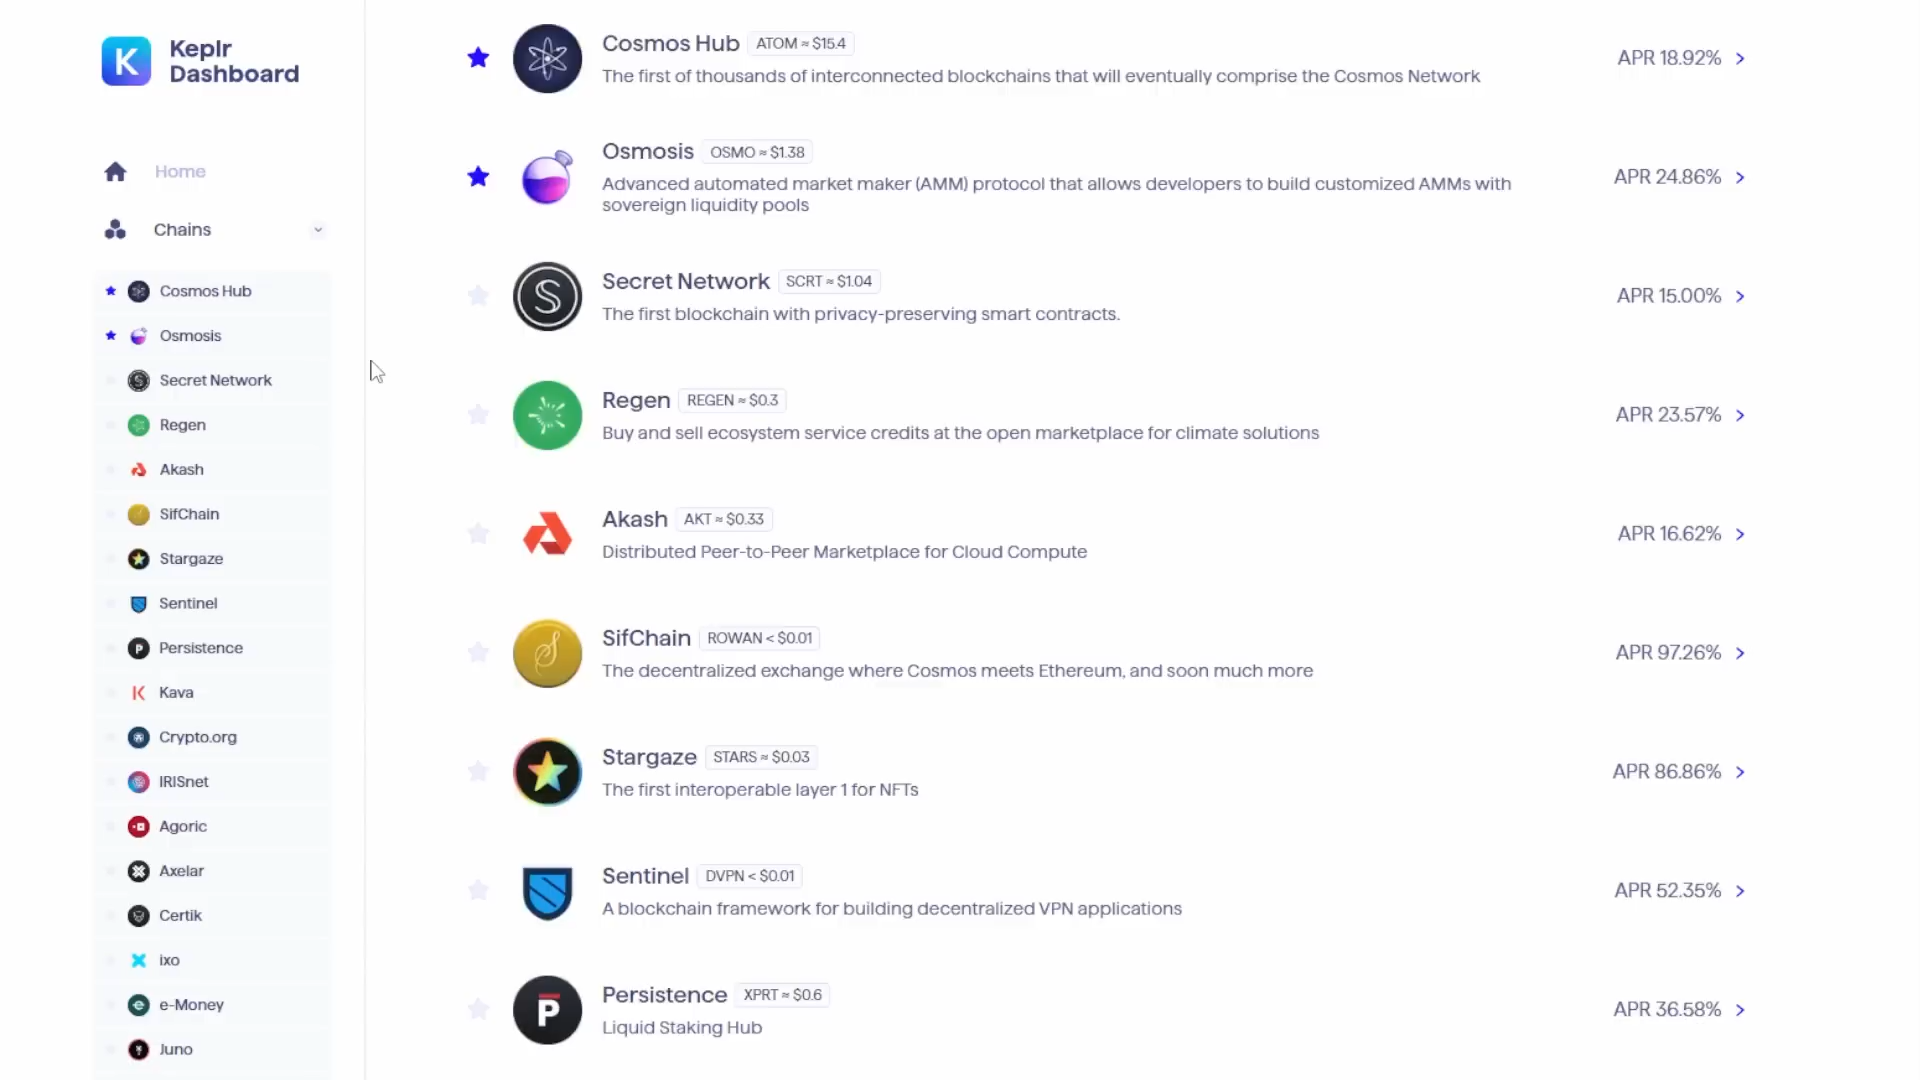 Keplr
Dashboard
Home
Chains
Cosmos Hub
Osmosis
Secret Network
Regen
Akash
SifChain
Stargaze
Sentinel
Persistence
Kava
Crypto.org
IRISnet
Agoric
Axelar
Certik
ixo
e-Money
Juno
Cosmos Hub ATOM ≈ $15.4
The first of thousands of interconnected blockchains that will eventually comprise the Cosmos Network
APR 18.92%
Osmosis OSMO ≈ $1.38
Advanced automated market maker (AMM) protocol that allows developers to build customized AMMs with
sovereign liquidity pools
APR 24.86%
Secret Network SCRT ≈ $1.04
The first blockchain with privacy-preserving smart contracts.
APR 15.00%
Regen REGEN ≈ $0.3
Buy and sell ecosystem service credits at the open marketplace for climate solutions
APR 23.57%
Akash AKT ≈ $0.33
Distributed Peer-to-Peer Marketplace for Cloud Compute
APR 16.62%
SifChain ROWAN < $0.01
The decentralized exchange where Cosmos meets Ethereum, and soon much more
APR 97.26%
Stargaze STARS ≈ $0.03
The first interoperable layer 1 for NFTs
APR 86.86%
Sentinel DVPN < $0.01
A blockchain framework for building decentralized VPN applications
APR 52.35%
Persistence XPRT ≈ $0.6
Liquid Staking Hub
APR 36.58%